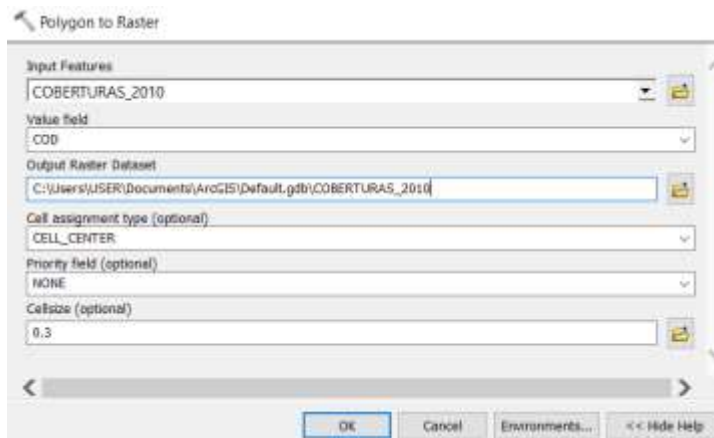 Polygon to Raster
Input Features
COBERTURAS_2010
Value field
COD
Output Raster Dataset
C:\Users\USER\Documents\ArcGIS\Default.gdb\COBERTURAS_2010
Cell assignment type (optional)
CELL_CENTER
Priority field (optional)
NONE
Cellsize (optional)
0.3
OK Cancel Environments... << Hide Help